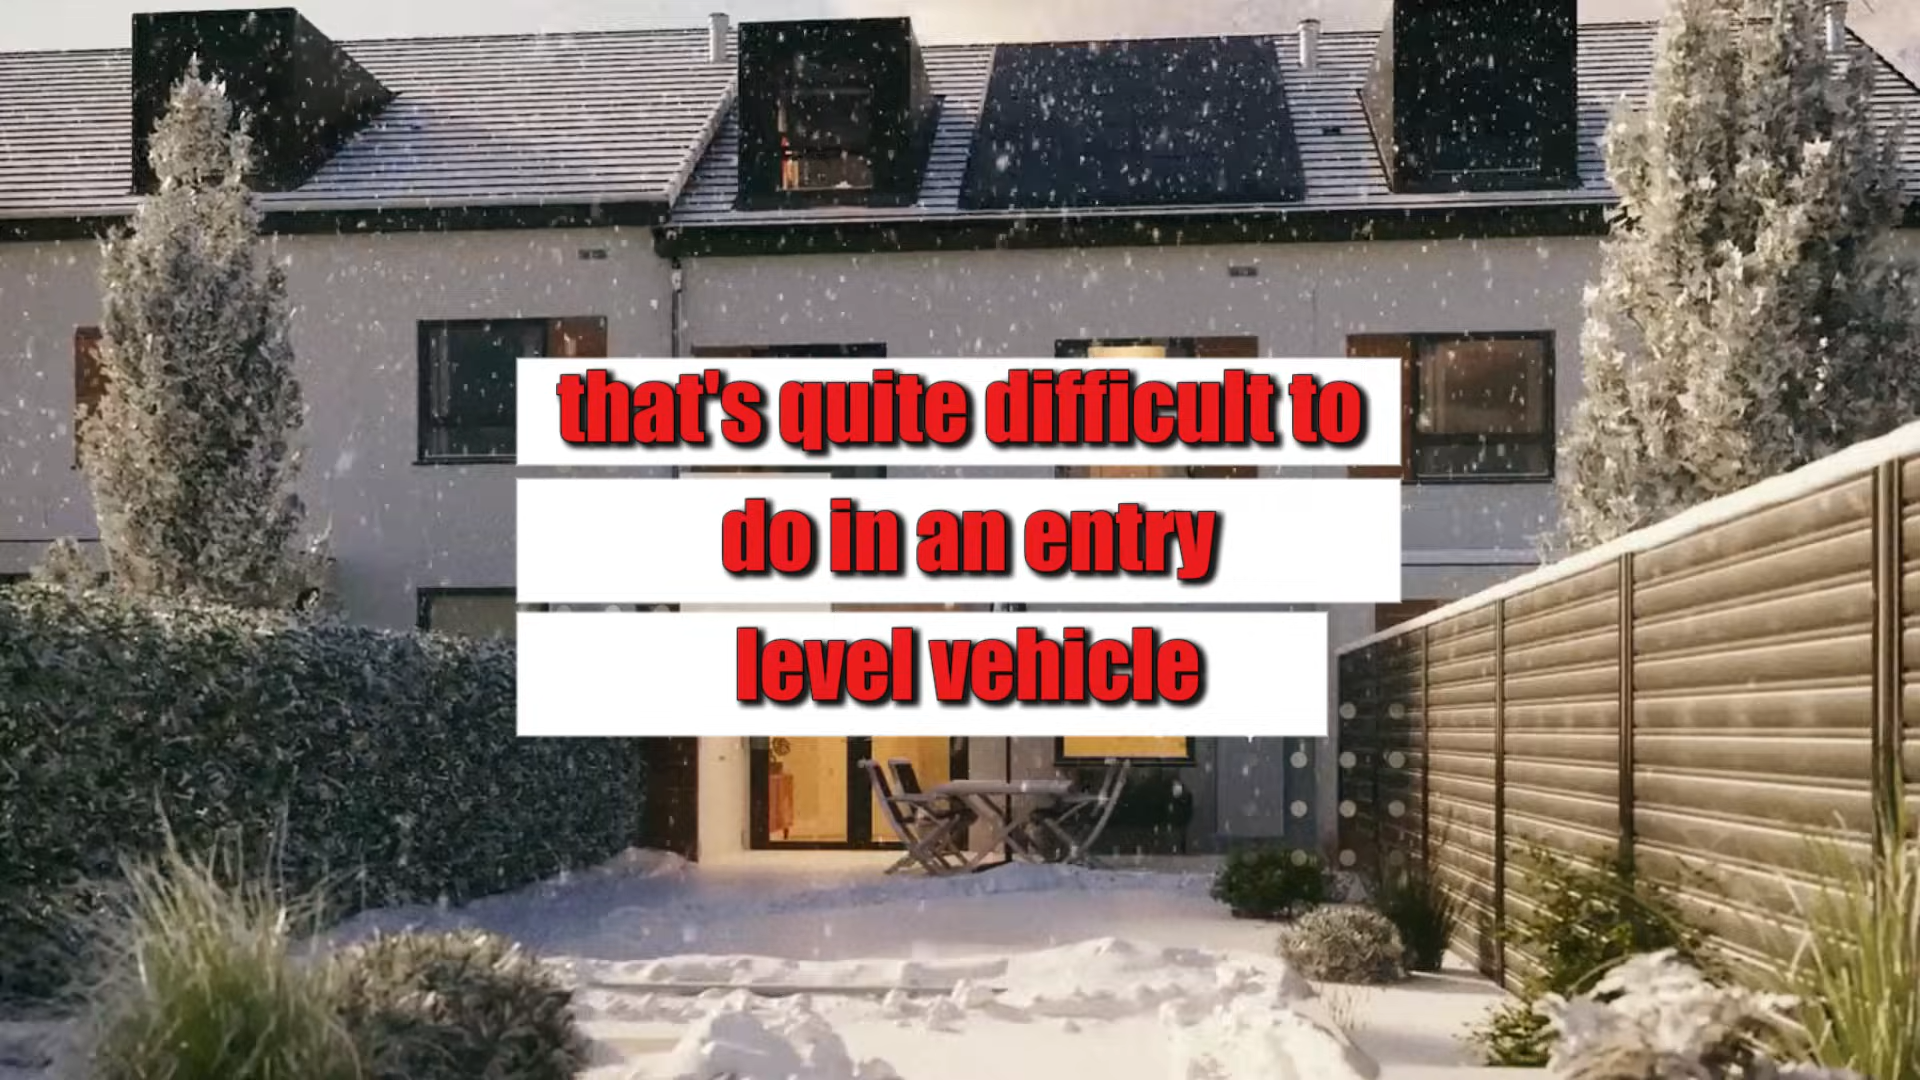 that's quite difficult to
do in an entry
level vehicle